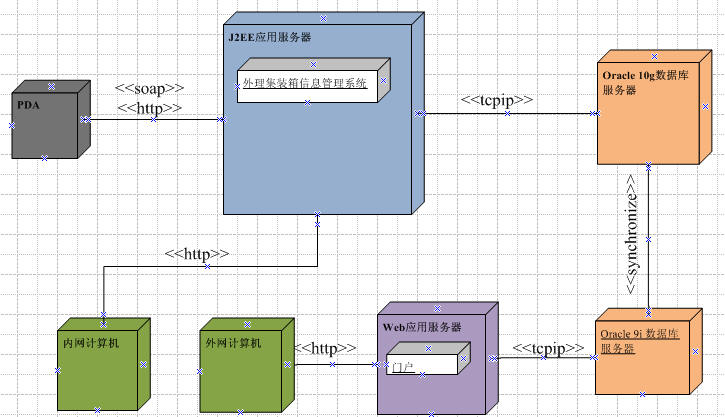 J2EE应用服务器
外理集装箱信息管理系统
PDA
<<soap>>
<<http>>
<<tcpip>>
Oracle 10g数据库
服务器
<<synchronize>>
<<http>>
内网计算机
外网计算机
<<http>>
Web应用服务器
门户
<<tcpip>>
Oracle 9i 数据库
服务器